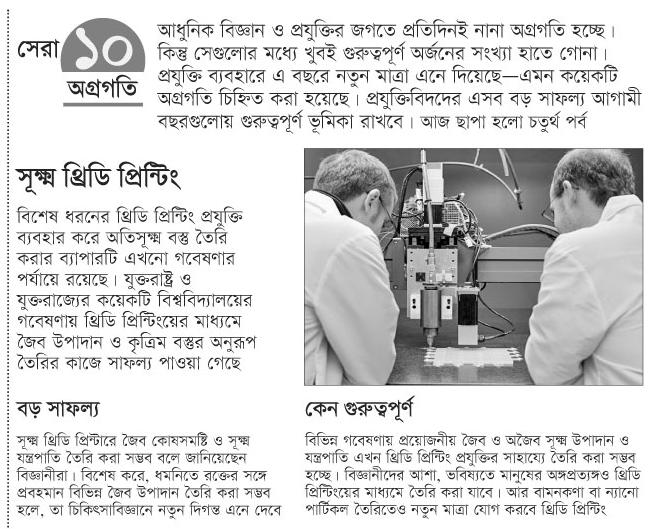 সেরা ১০ অগ্রগতি
আধুনিক বিজ্ঞান ও প্রযুক্তির জগতে প্রতিদিনই নানা অগ্রগতি হচ্ছে।
কিন্তু সেগুলোর মধ্যে খুবই গুরুত্বপূর্ণ অর্জনের সংখ্যা হাতে গোনা।
প্রযুক্তি ব্যবহারে এ বছরে নতুন মাত্রা এনে দিয়েছে—এমন কয়েকটি
অগ্রগতি চিহ্নিত করা হয়েছে। প্রযুক্তিবিদদের এসব বড় সাফল্য আগামী
বছরগুলোয় গুরুত্বপূর্ণ ভূমিকা রাখবে। আজ ছাপা হলো চতুর্থ পর্ব
সূক্ষ্ম থ্রিডি প্রিন্টিং
বিশেষ ধরনের থ্রিডি প্রিন্টিং প্রযুক্তি
ব্যবহার করে অতিসূক্ষ্ম বস্তু তৈরি
করার ব্যাপারটি এখনো গবেষণার
পর্যায়ে রয়েছে। যুক্তরাষ্ট্র ও
যুক্তরাজ্যের কয়েকটি বিশ্ববিদ্যালয়ের
গবেষণায় থ্রিডি প্রিন্টিংয়ের মাধ্যমে
জৈব উপাদান ও কৃত্রিম বস্তুর অনুরূপ
তৈরির কাজে সাফল্য পাওয়া গেছে
বড় সাফল্য
সূক্ষ্ম থ্রিডি প্রিন্টারে জৈব কোষসমষ্টি ও সূক্ষ্ম
যন্ত্রপাতি তৈরি করা সম্ভব বলে জানিয়েছেন
বিজ্ঞানীরা। বিশেষ করে, ধমনিতে রক্তের সঙ্গে
প্রবহমান বিভিন্ন জৈব উপাদান তৈরি করা সম্ভব
হলে, তা চিকিৎসাবিজ্ঞানে নতুন দিগন্ত এনে দেবে
কেন গুরুত্বপূর্ণ
বিভিন্ন গবেষণায় প্রয়োজনীয় জৈব ও অজৈব সূক্ষ্ম উপাদান ও
যন্ত্রপাতি এখন থ্রিডি প্রিন্টিং প্রযুক্তির সাহায্যে তৈরি করা সম্ভব
হচ্ছে। বিজ্ঞানীদের আশা, ভবিষ্যতে মানুষের অঙ্গপ্রত্যঙ্গও থ্রিডি
প্রিন্টিংয়ের মাধ্যমে তৈরি করা যাবে। আর বামনকণা বা ন্যানো
পার্টিকল তৈরিতেও নতুন মাত্রা যোগ করবে থ্রিডি প্রিন্টিং